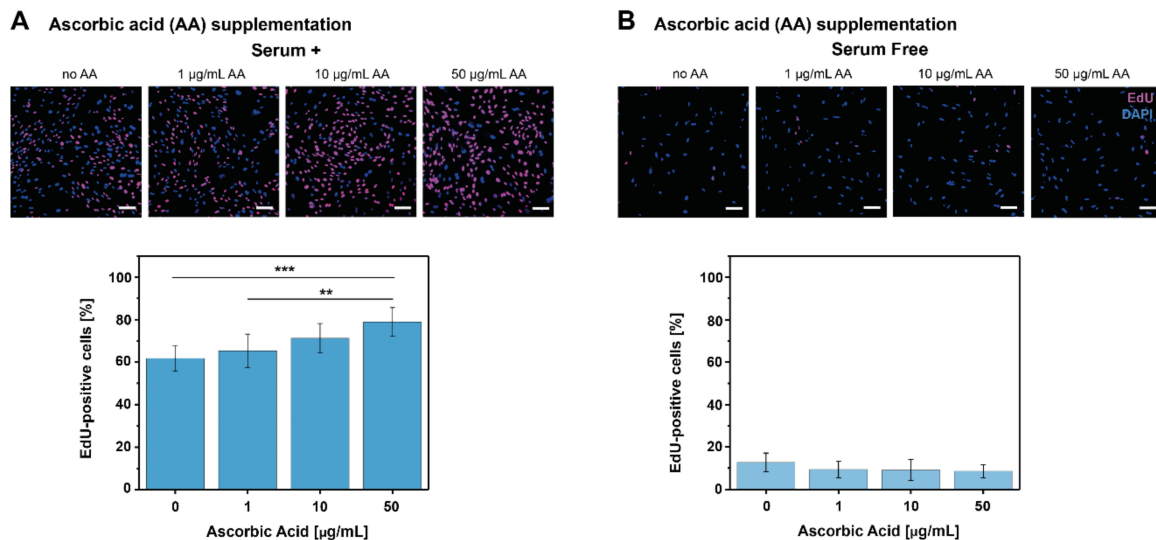 A Ascorbic acid (AA) supplementation
Serum +
no AA 1 µg/mL AA 10 µg/mL AA 50 µg/mL AA
EdU-positive cells [%]
100
80
60
40
20
0
***
**
0 1 10 50
Ascorbic Acid [µg/mL]
B Ascorbic acid (AA) supplementation
Serum Free
no AA 1 µg/mL AA 10 µg/mL AA 50 µg/mL AA
EdU
DAPI
EdU-positive cells [%]
100
80
60
40
20
0
0 1 10 50
Ascorbic Acid [µg/mL]